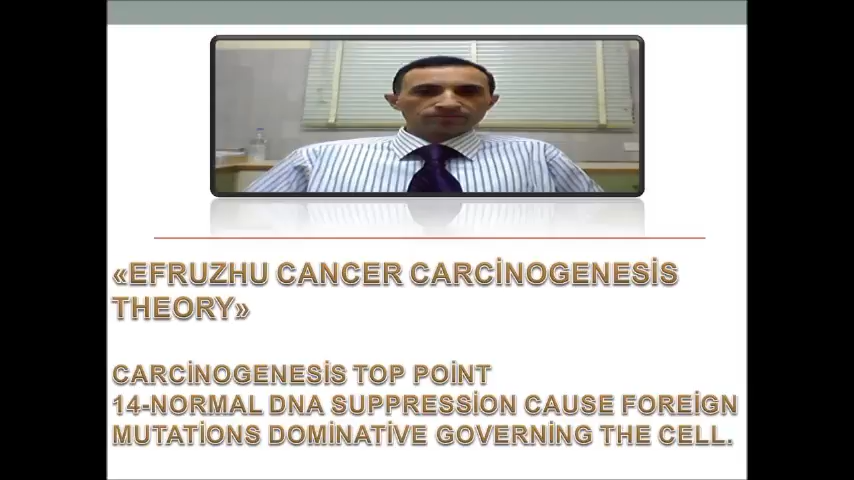 «EFRUZHU CANCER CARCİNOGENESİS
THEORY»
CARCİNOGENESİS TOP POİNT
14-NORMAL DNA SUPPRESSİON CAUSE FOREİGN
MUTATİONS DOMİNATİVE GOVERNİNG THE CELL.